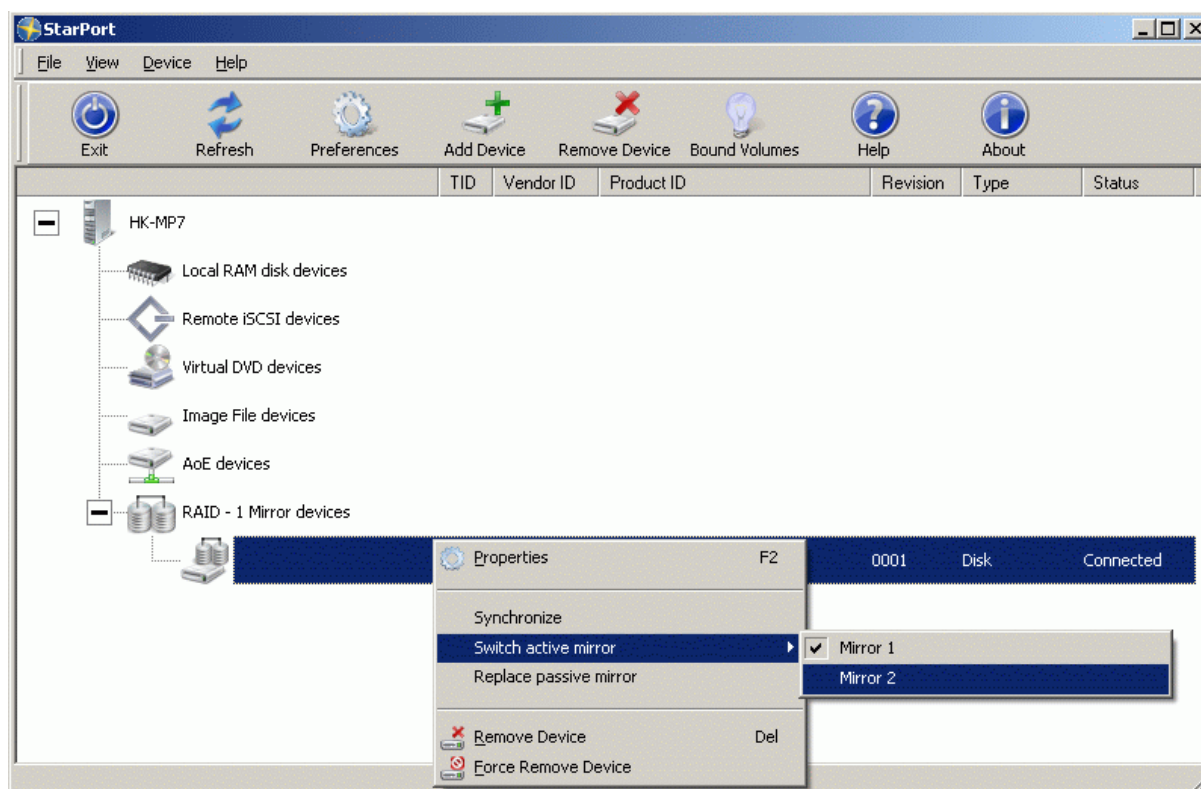 StarPort
File View Device Help
Exit Refresh Preferences Add Device Remove Device Bound Volumes Help About
TID Vendor ID Product ID Revision Type Status
HK-MP7
Local RAM disk devices
Remote iSCSI devices
Virtual DVD devices
Image File devices
AoE devices
RAID - 1 Mirror devices
Properties F2 0001 Disk Connected
Synchronize
Switch active mirror Mirror 1
Mirror 2
Replace passive mirror
Remove Device Del
Force Remove Device